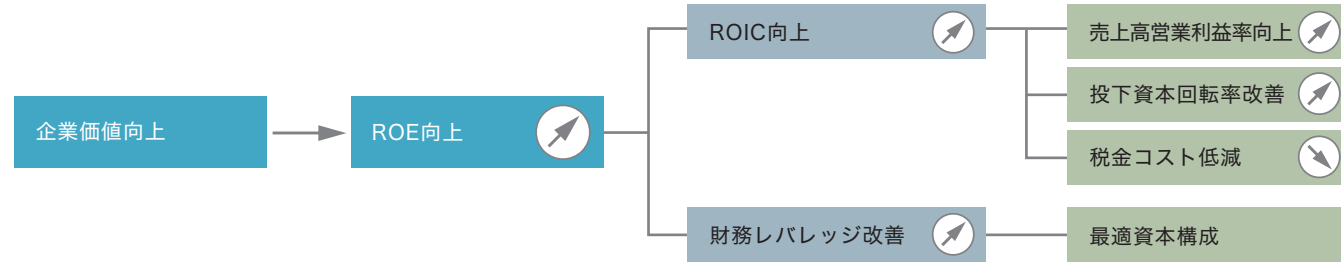 企業価値向上
ROE向上
ROIC向上
売上高営業利益率向上
投下資本回転率改善
税金コスト低減
財務レバレッジ改善
最適資本構成